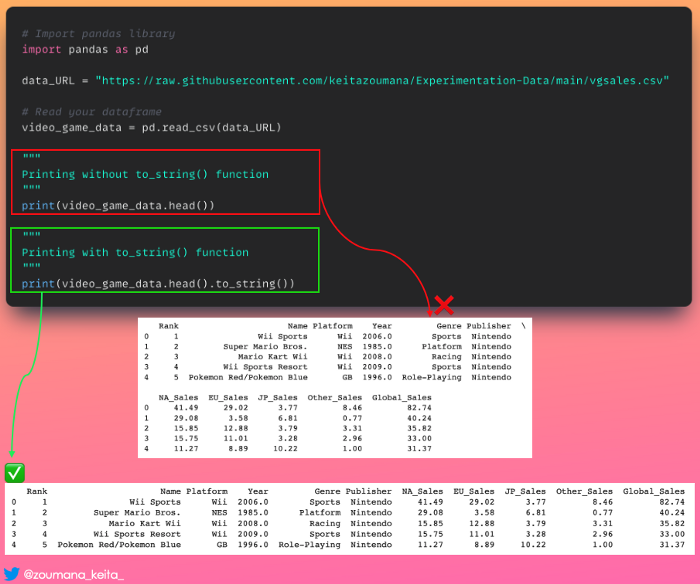 # Import pandas library
import pandas as pd
data_URL = "https://raw.githubusercontent.com/keitazoumana/Experimentation-Data/main/vgsales.csv"
# Read your dataframe
video_game_data = pd.read_csv(data_URL)
"""
Printing without to_string() function
"""
print(video_game_data.head())
"""
Printing with to_string() function
"""
print(video_game_data.head().to_string())
Rank Name Platform Year Genre Publisher \
0 1 Wii Sports Wii 2006.0 Sports Nintendo
1 2 Super Mario Bros. NES 1985.0 Platform Nintendo
2 3 Mario Kart Wii Wii 2008.0 Racing Nintendo
3 4 Wii Sports Resort Wii 2009.0 Sports Nintendo
4 5 Pokemon Red/Pokemon Blue GB 1996.0 Role-Playing Nintendo
NA_Sales EU_Sales JP_Sales Other_Sales Global_Sales
0 41.49 29.02 3.77 8.46 82.74
1 29.08 3.58 6.81 0.77 40.24
2 15.85 12.88 3.79 3.31 35.82
3 15.75 11.01 3.28 2.96 33.00
4 11.27 8.89 10.22 1.00 31.37
Rank Name Platform Year Genre Publisher NA_Sales EU_Sales JP_Sales Other_Sales Global_Sales
0 1 Wii Sports Wii 2006.0 Sports Nintendo 41.49 29.02 3.77 8.46 82.74
1 2 Super Mario Bros. NES 1985.0 Platform Nintendo 29.08 3.58 6.81 0.77 40.24
2 3 Mario Kart Wii Wii 2008.0 Racing Nintendo 15.85 12.88 3.79 3.31 35.82
3 4 Wii Sports Resort Wii 2009.0 Sports Nintendo 15.75 11.01 3.28 2.96 33.00
4 5 Pokemon Red/Pokemon Blue GB 1996.0 Role-Playing Nintendo 11.27 8.89 10.22 1.00 31.37
@zoumana_keita_